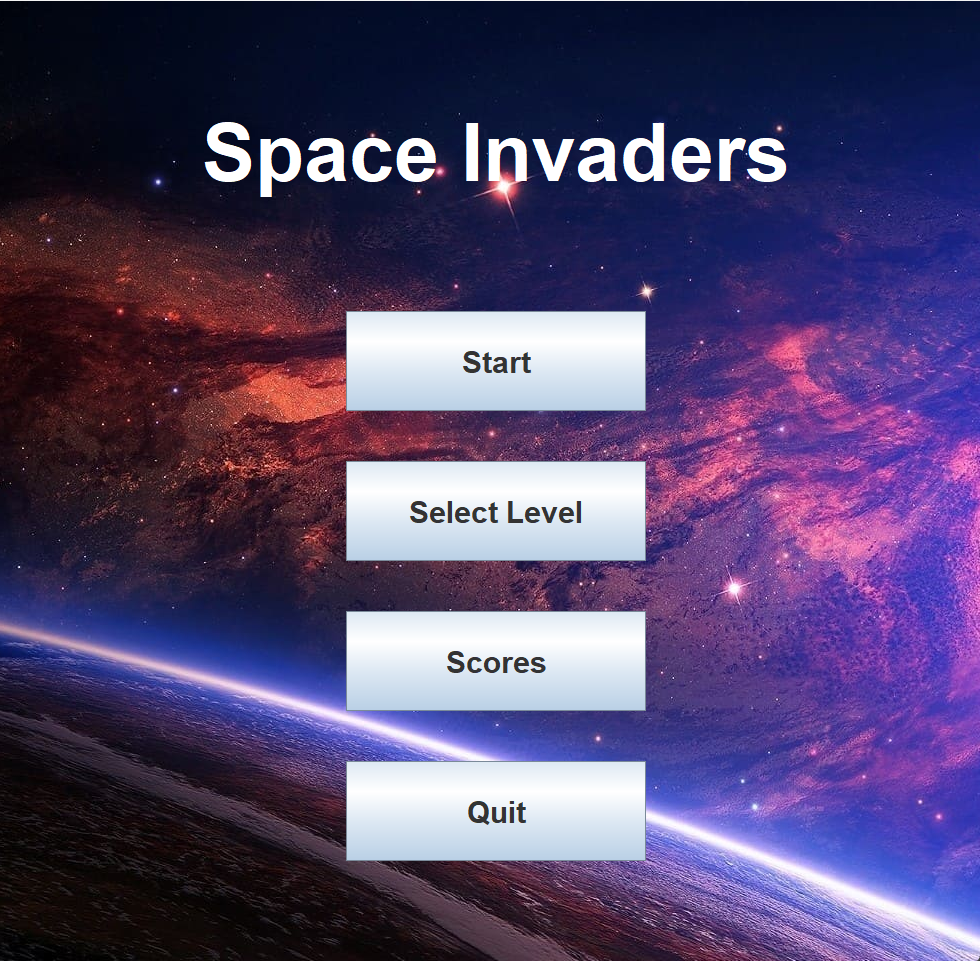 Space Invaders
Start
Select Level
Scores
Quit